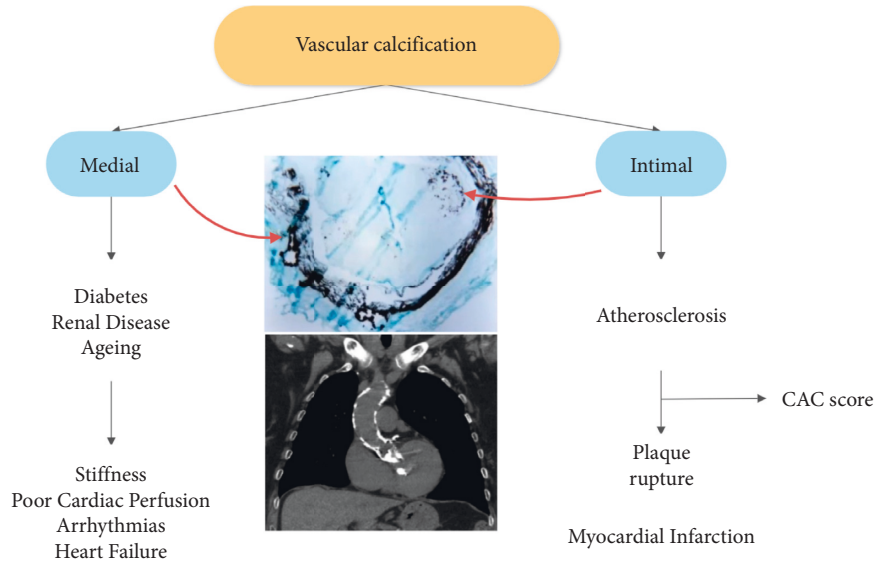 Vascular calcification
Medial
Intimal
Diabetes
Renal Disease
Ageing
Atherosclerosis
CAC score
Stiffness
Poor Cardiac Perfusion
Arrhythmias
Heart Failure
Plaque
rupture
Myocardial Infarction